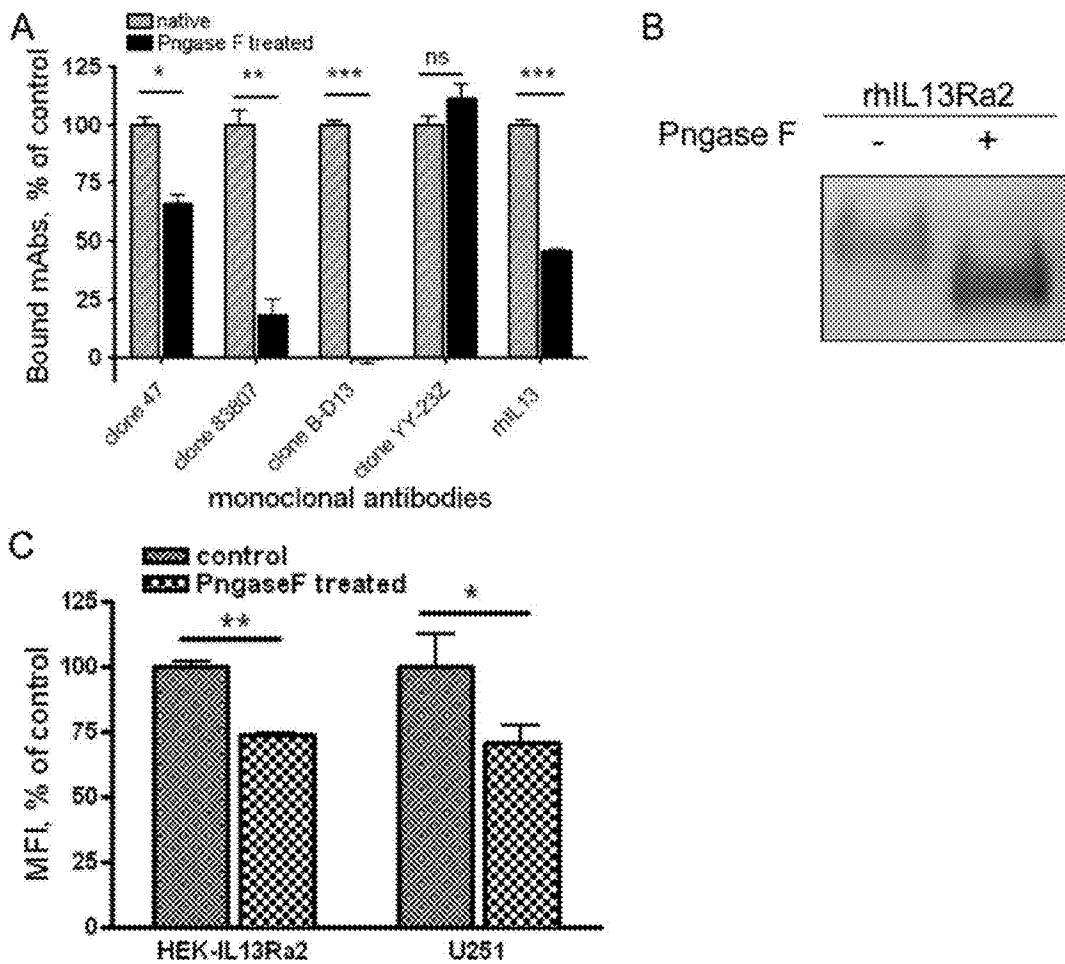 A
native
Pngase F treated
Bound mAbs, % of control
125
100
75
50
25
0
*
**
***
ns
***
clone 47
clone 83807
clone B-D13
clone YY-232
rhIL13
monoclonal antibodies
B
rhIL13Ra2
Pngase F
-
+
C
control
PngaseF treated
MFI, % of control
125
100
75
50
25
0
**
*
HEK-IL13Ra2
U251